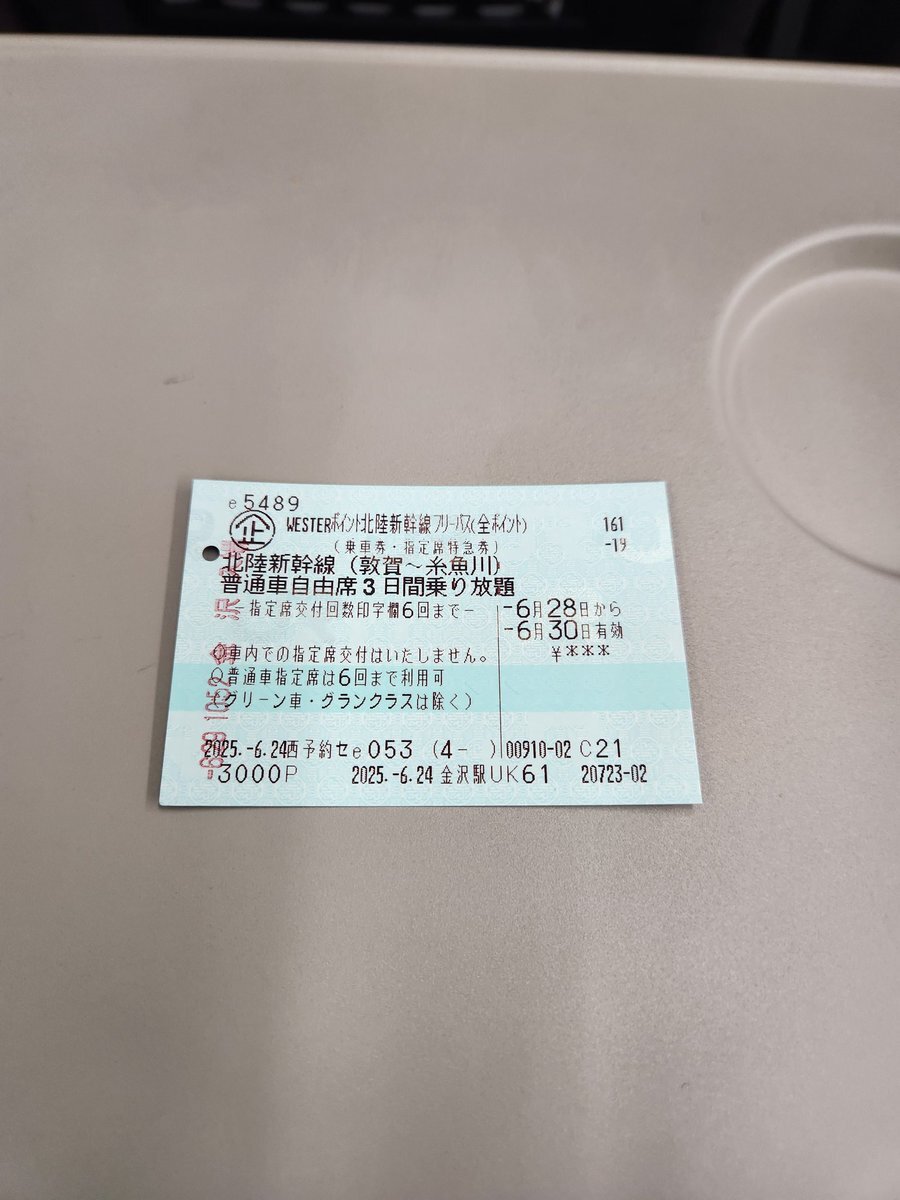 e5489
企 WESTERポイント北陸新幹線フリーパス(全ポイント) 161
(乗車券・指定席特急券) -19
北陸新幹線(敦賀～糸魚川)
普通車自由席3日間乗り放題
-指定席交付回数印字欄6回まで- -6月28日から
-6月30日有効
車内での指定席交付はいたしません。 ¥***
普通車指定席は6回まで利用可
グリーン車・グランクラスは除く)
2025.-6.24西予約セe053 (4- ) 00910-02 C21
3000P 2025.-6.24 金沢駅UK61 20723-02